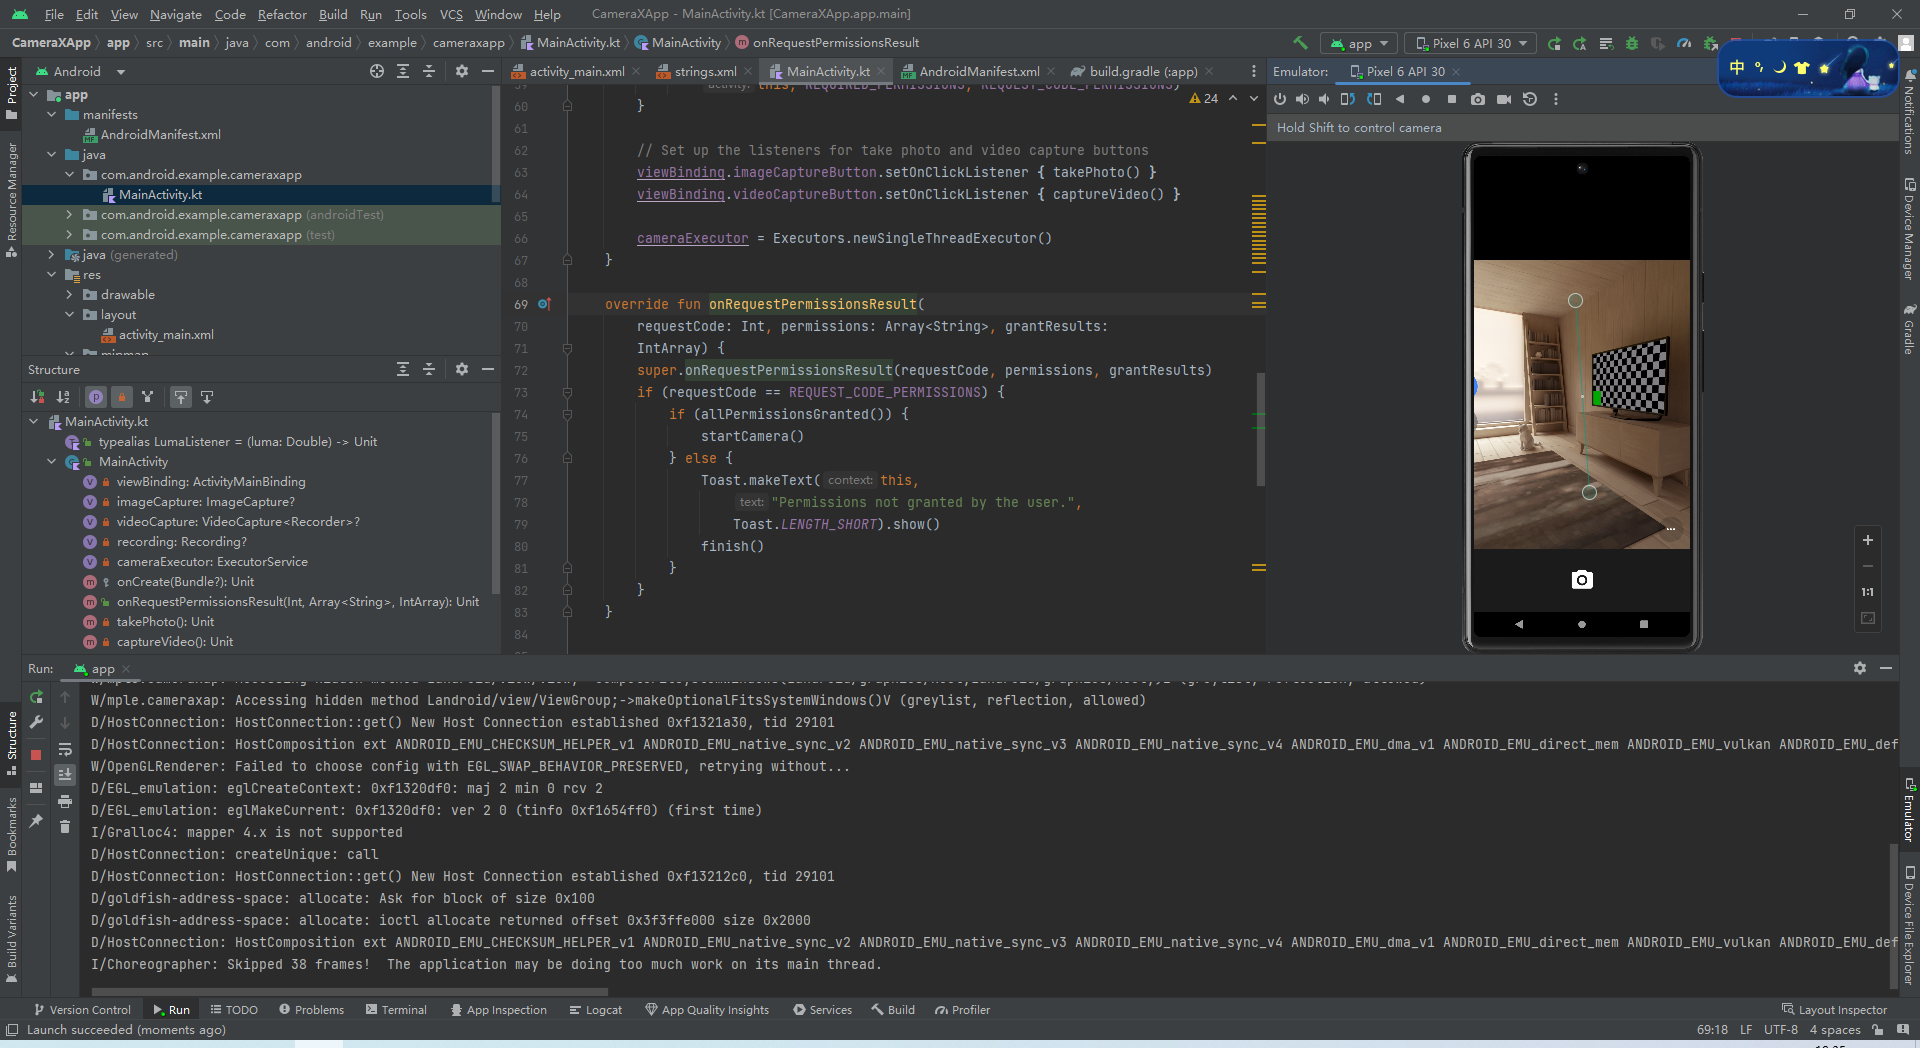 File Edit View Navigate Code Refactor Build Run Tools VCS Window Help CameraXApp - MainActivity.kt [CameraXApp.app.main]
CameraXApp app src main java com android example cameraxapp MainActivity.kt MainActivity onRequestPermissionsResult app Pixel 6 API 30
Android
activity_main.xml strings.xml MainActivity.kt AndroidManifest.xml build.gradle (:app)
Emulator: Pixel 6 API 30
中
Hold Shift to control camera
Project
Resource Manager
Structure
Bookmarks
Build Variants
Notifications
Device Manager
Gradle
Emulator
Device File Explorer
app
manifests
AndroidManifest.xml
java
com.android.example.cameraxapp
MainActivity.kt
com.android.example.cameraxapp (androidTest)
com.android.example.cameraxapp (test)
java (generated)
res
drawable
layout
activity_main.xml
mipmap
Structure
MainActivity.kt
typealias LumaListener = (luma: Double) -> Unit
MainActivity
viewBinding: ActivityMainBinding
imageCapture: ImageCapture?
videoCapture: VideoCapture<Recorder>?
recording: Recording?
cameraExecutor: ExecutorService
onCreate(Bundle?): Unit
onRequestPermissionsResult(Int, Array<String>, IntArray): Unit
takePhoto(): Unit
captureVideo(): Unit
24
59 activity: this, REQUIRED_PERMISSIONS, REQUEST_CODE_PERMISSIONS)
60 }
61
62 // Set up the listeners for take photo and video capture buttons
63 viewBinding.imageCaptureButton.setOnClickListener { takePhoto() }
64 viewBinding.videoCaptureButton.setOnClickListener { captureVideo() }
65
66 cameraExecutor = Executors.newSingleThreadExecutor()
67 }
68
69 override fun onRequestPermissionsResult(
70 requestCode: Int, permissions: Array<String>, grantResults:
71 IntArray) {
72 super.onRequestPermissionsResult(requestCode, permissions, grantResults)
73 if (requestCode == REQUEST_CODE_PERMISSIONS) {
74 if (allPermissionsGranted()) {
75 startCamera()
76 } else {
77 Toast.makeText( context: this,
78 text: "Permissions not granted by the user.",
79 Toast.LENGTH_SHORT).show()
80 finish()
81 }
82 }
83 }
84
1:1
Run: app
W/mple.cameraxap: Accessing hidden method Landroid/view/ViewGroup;->makeOptionalFitsSystemWindows()V (greylist, reflection, allowed)
D/HostConnection: HostConnection::get() New Host Connection established 0xf1321a30, tid 29101
D/HostConnection: HostComposition ext ANDROID_EMU_CHECKSUM_HELPER_v1 ANDROID_EMU_native_sync_v2 ANDROID_EMU_native_sync_v3 ANDROID_EMU_native_sync_v4 ANDROID_EMU_dma_v1 ANDROID_EMU_direct_mem ANDROID_EMU_vulkan ANDROID_EMU_def
W/OpenGLRenderer: Failed to choose config with EGL_SWAP_BEHAVIOR_PRESERVED, retrying without...
D/EGL_emulation: eglCreateContext: 0xf1320df0: maj 2 min 0 rcv 2
D/EGL_emulation: eglMakeCurrent: 0xf1320df0: ver 2 0 (tinfo 0xf1654ff0) (first time)
I/Gralloc4: mapper 4.x is not supported
D/HostConnection: createUnique: call
D/HostConnection: HostConnection::get() New Host Connection established 0xf13212c0, tid 29101
D/goldfish-address-space: allocate: Ask for block of size 0x100
D/goldfish-address-space: allocate: ioctl allocate returned offset 0x3f3ffe000 size 0x2000
D/HostConnection: HostComposition ext ANDROID_EMU_CHECKSUM_HELPER_v1 ANDROID_EMU_native_sync_v2 ANDROID_EMU_native_sync_v3 ANDROID_EMU_native_sync_v4 ANDROID_EMU_dma_v1 ANDROID_EMU_direct_mem ANDROID_EMU_vulkan ANDROID_EMU_def
I/Choreographer: Skipped 38 frames!  The application may be doing too much work on its main thread.
Version Control Run TODO Problems Terminal App Inspection Logcat App Quality Insights Services Build Profiler Layout Inspector
Launch succeeded (moments ago) 69:18 LF UTF-8 4 spaces